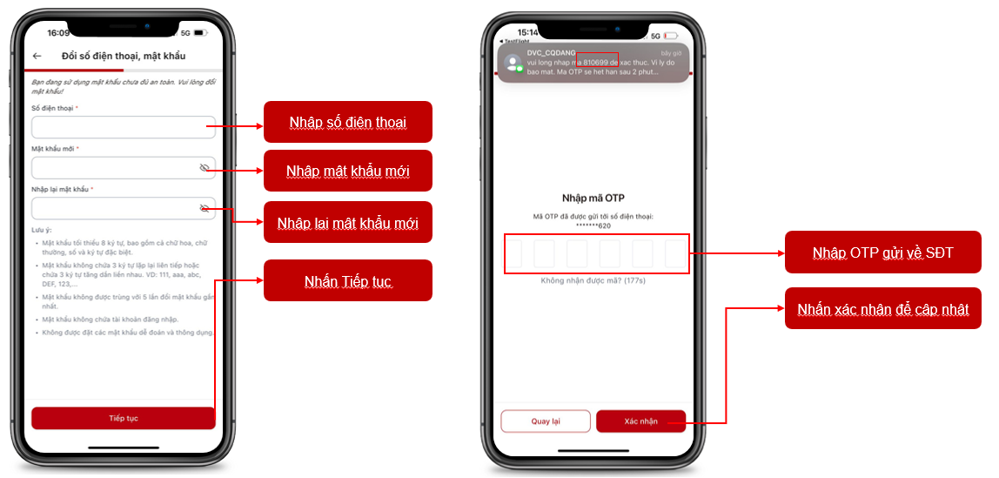 16:09
5G
Đổi số điện thoại, mật khẩu
Bạn đang sử dụng mật khẩu chưa đủ an toàn. Vui lòng đổi
mật khẩu!
Số điện thoại *
Mật khẩu mới *
Nhập lại mật khẩu *
Lưu ý:
• Mật khẩu tối thiểu 8 ký tự, bao gồm cả chữ hoa, chữ
thường, số và ký tự đặc biệt.
• Mật khẩu không chứa 3 ký tự lặp lại liên tiếp hoặc
chứa 3 ký tự tăng dần liền nhau. VD: 111, aaa, abc,
DEF, 123,...
• Mật khẩu không được trùng với 5 lần đổi mật khẩu gần
nhất.
• Mật khẩu không chứa tài khoản đăng nhập.
• Không được đặt các mật khẩu dễ đoán và thông dụng.
Tiếp tục
Nhập số điện thoại
Nhập mật khẩu mới
Nhập lại mật khẩu mới
Nhấn Tiếp tục
15:14
5G
◄ TestFlight
DVC_CQDANG
bây giờ
vui long nhap ma 810699 de xac thuc. Vi ly do
bao mat. Ma OTP se het han sau 2 phut...
Nhập mã OTP
Mã OTP đã được gửi tới số điện thoại:
*******620
Không nhận được mã? (177s)
Quay lại
Xác nhận
Nhập OTP gửi về SĐT
Nhấn xác nhận để cập nhật